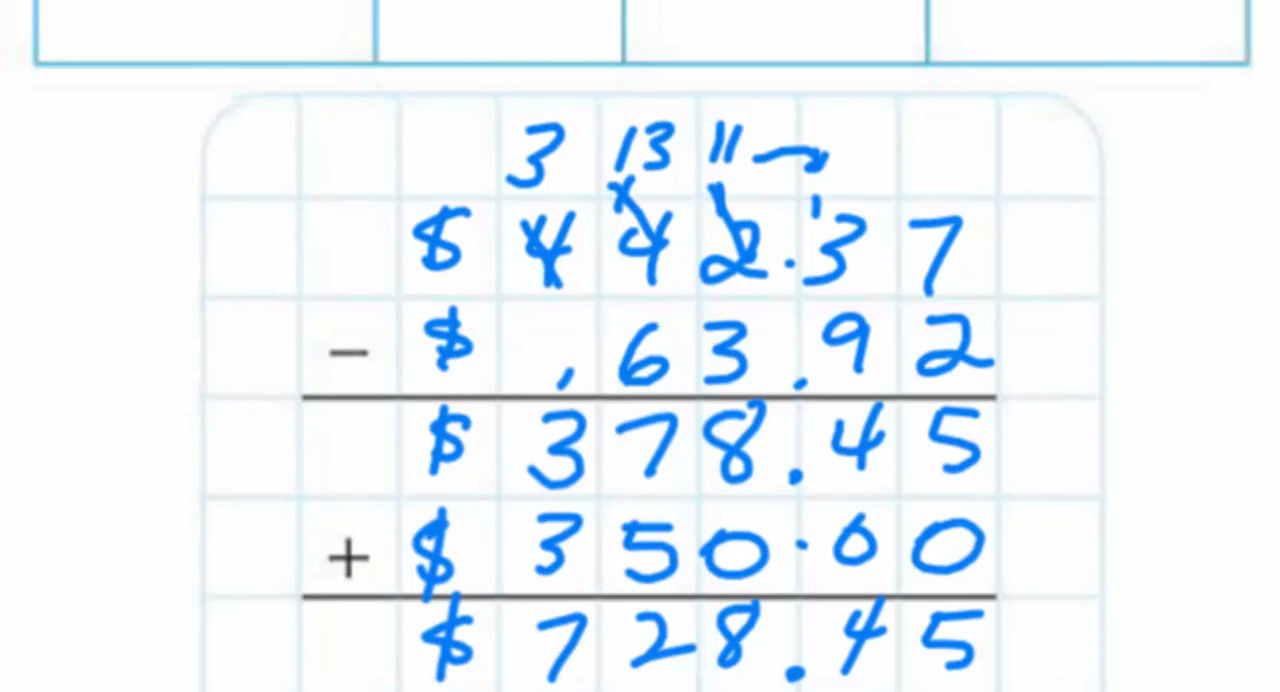 3 13 11
$ 4 4 2 . 1 3 7
- $ , 6 3 . 9 2
$ 3 7 8 . 4 5
+ $ 3 5 0 . 0 0
$ 7 2 8 . 4 5